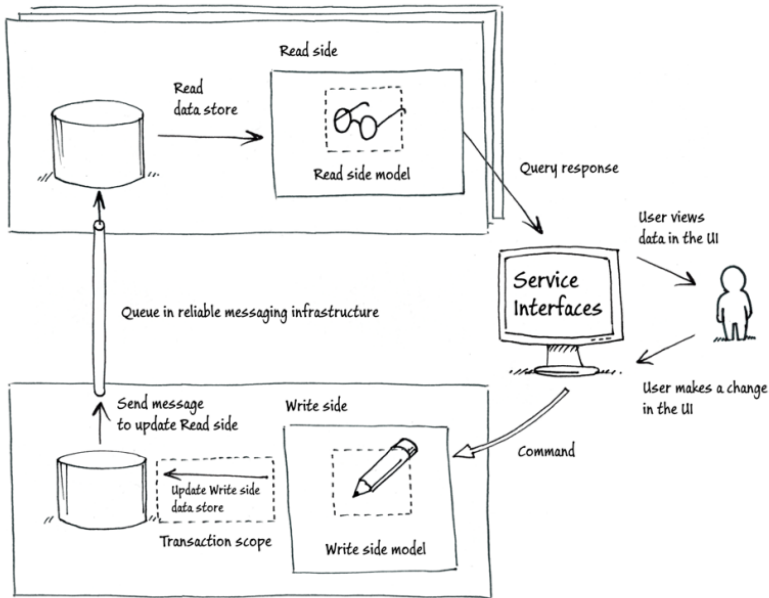 Read side
Read
data store
Read side model
Query response
User views
data in the UI
Service
Interfaces
Queue in reliable messaging infrastructure
User makes a change
in the UI
Send message
to update Read side
Write side
Command
Update Write side
data store
Transaction scope
Write side model